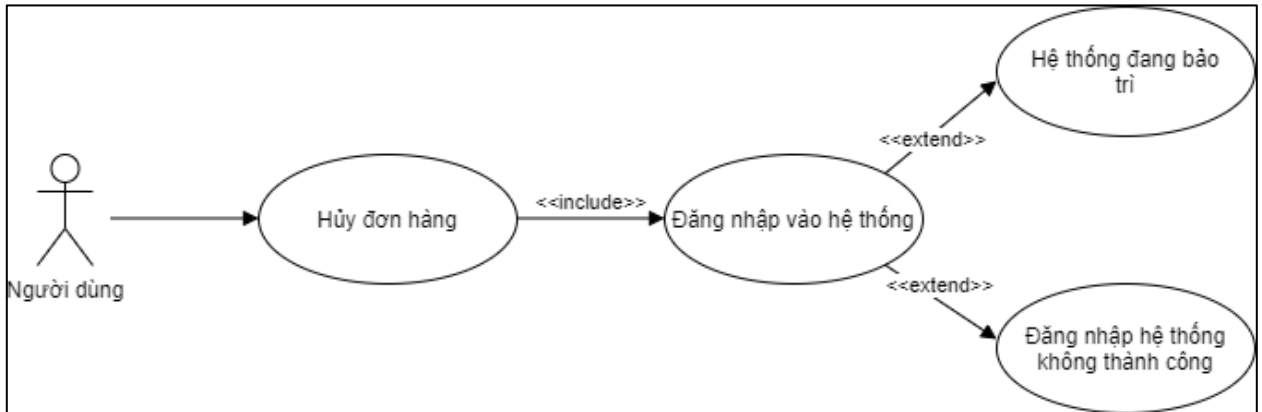 Hệ thống đang bảo
trì
<<extend>>
<<include>>
Hủy đơn hàng
Đăng nhập vào hệ thống
Người dùng
<<extend>>
Đăng nhập hệ thống
không thành công